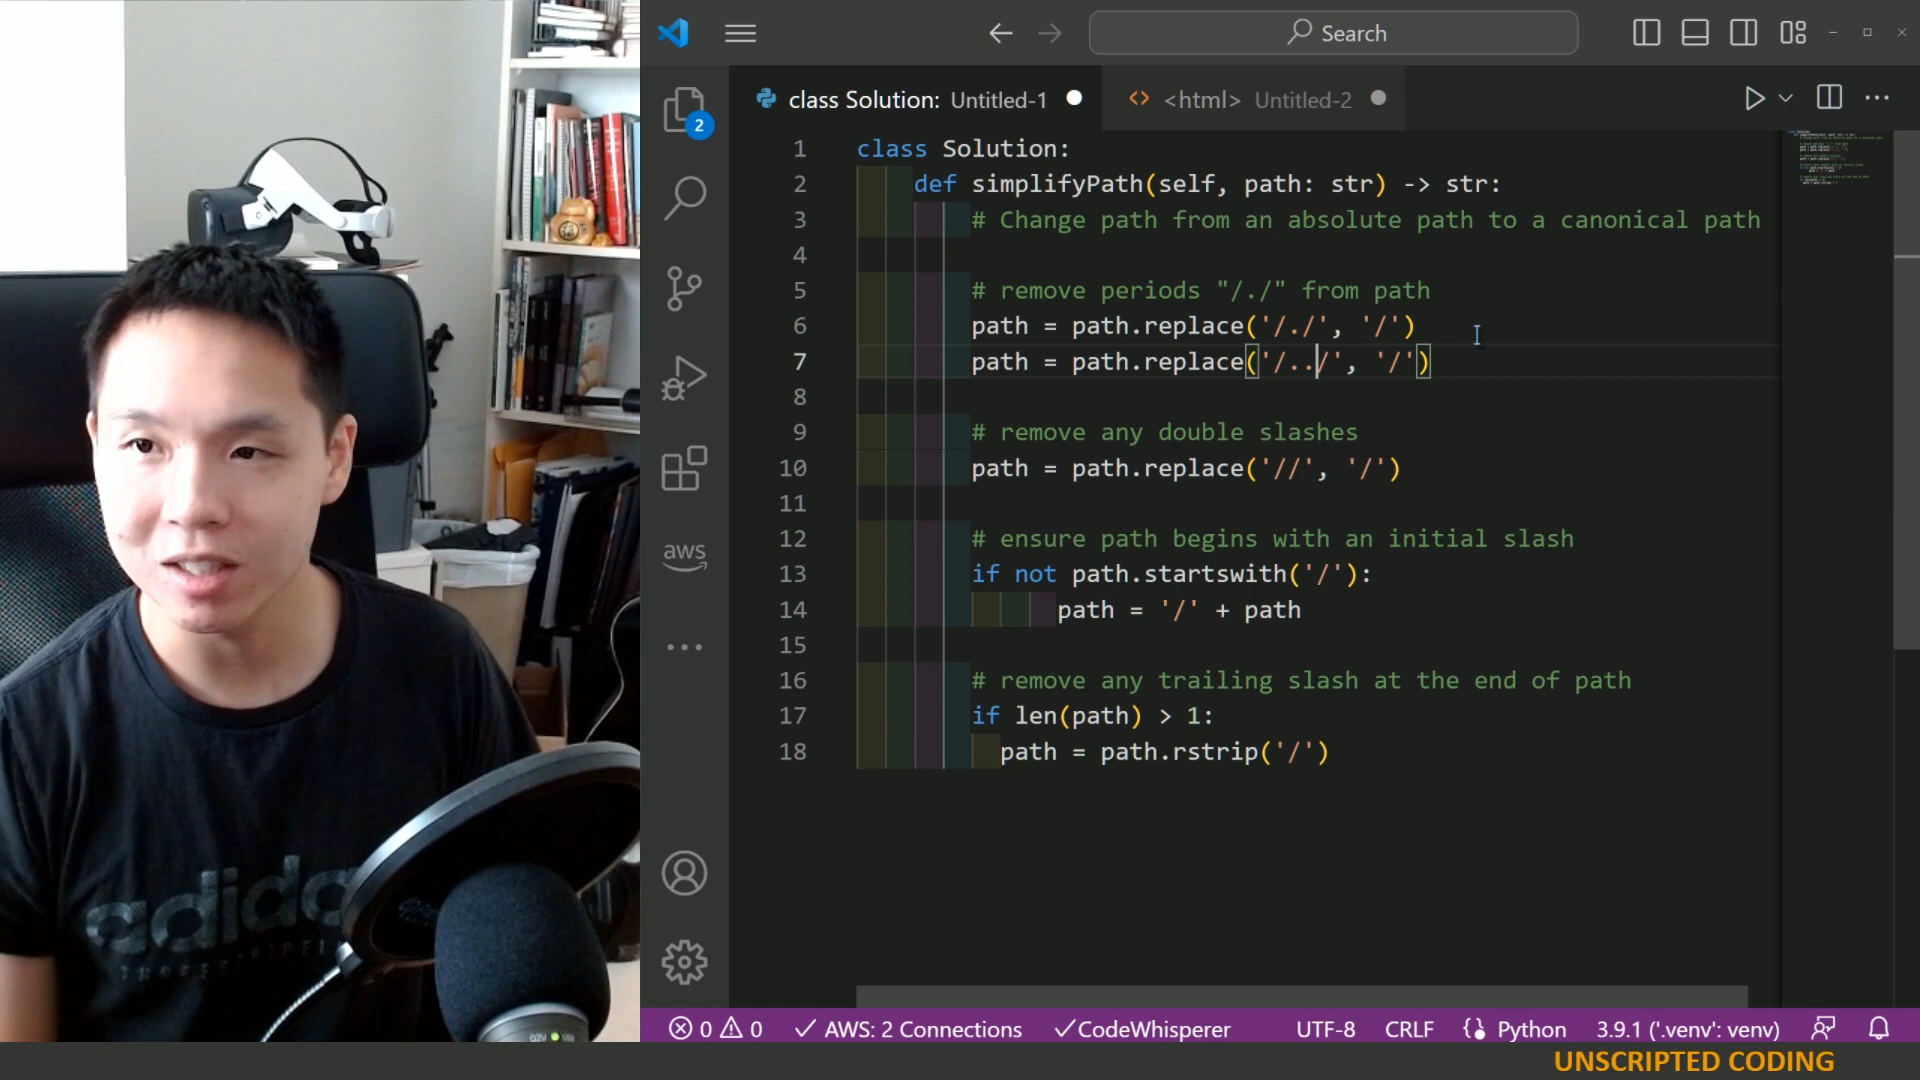 Search
class Solution: Untitled-1
<html> Untitled-2
2
1 class Solution:
2 def simplifyPath(self, path: str) -> str:
3 # Change path from an absolute path to a canonical path
4
5 # remove periods "/./" from path
6 path = path.replace('/./', '/')
7 path = path.replace('/../', '/')
8
9 # remove any double slashes
10 path = path.replace('//', '/')
11
12 # ensure path begins with an initial slash
13 if not path.startswith('/'):
14 path = '/' + path
15
16 # remove any trailing slash at the end of path
17 if len(path) > 1:
18 path = path.rstrip('/')
aws
adida
0 0 AWS: 2 Connections CodeWhisperer UTF-8 CRLF Python 3.9.1 ('.venv': venv)
UNSCRIPTED CODING